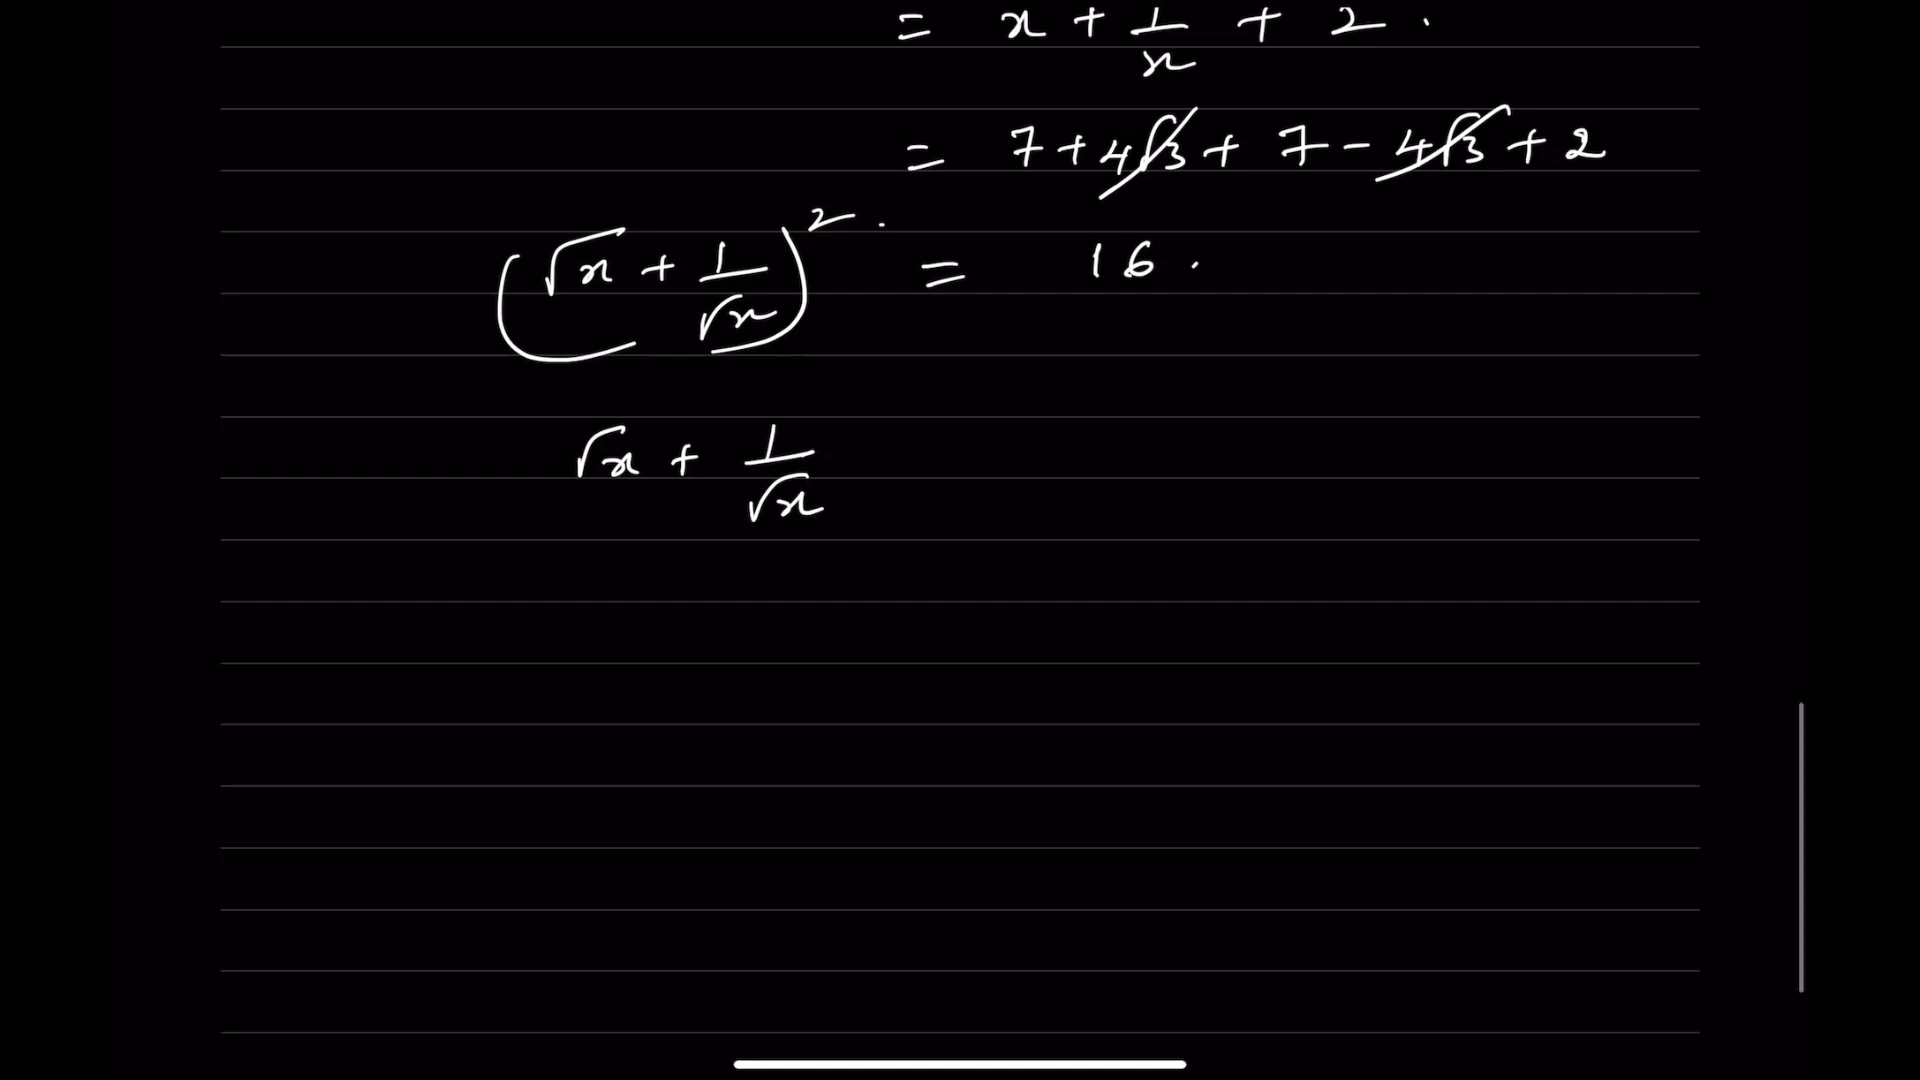 = x + 1/x + 2.
= 7 + 4√3 + 7 - 4√3 + 2
(√x + 1/√x)². = 16.
√x + 1/√x